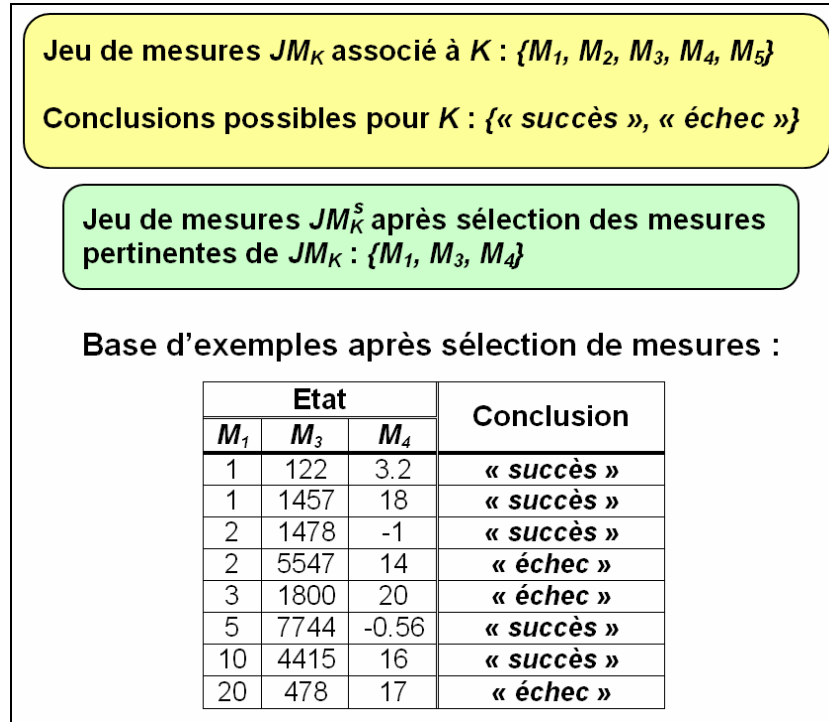 Jeu de mesures JM_K associé à K : {M₁, M₂, M₃, M₄, M₅}
Conclusions possibles pour K : {« succès », « échec »}
Jeu de mesures JM_K^s après sélection des mesures
pertinentes de JM_K : {M₁, M₃, M₄}
Base d'exemples après sélection de mesures :
Etat Conclusion
M₁ M₃ M₄
1 122 3.2 « succès »
1 1457 18 « succès »
2 1478 -1 « succès »
2 5547 14 « échec »
3 1800 20 « échec »
5 7744 -0.56 « succès »
10 4415 16 « succès »
20 478 17 « échec »